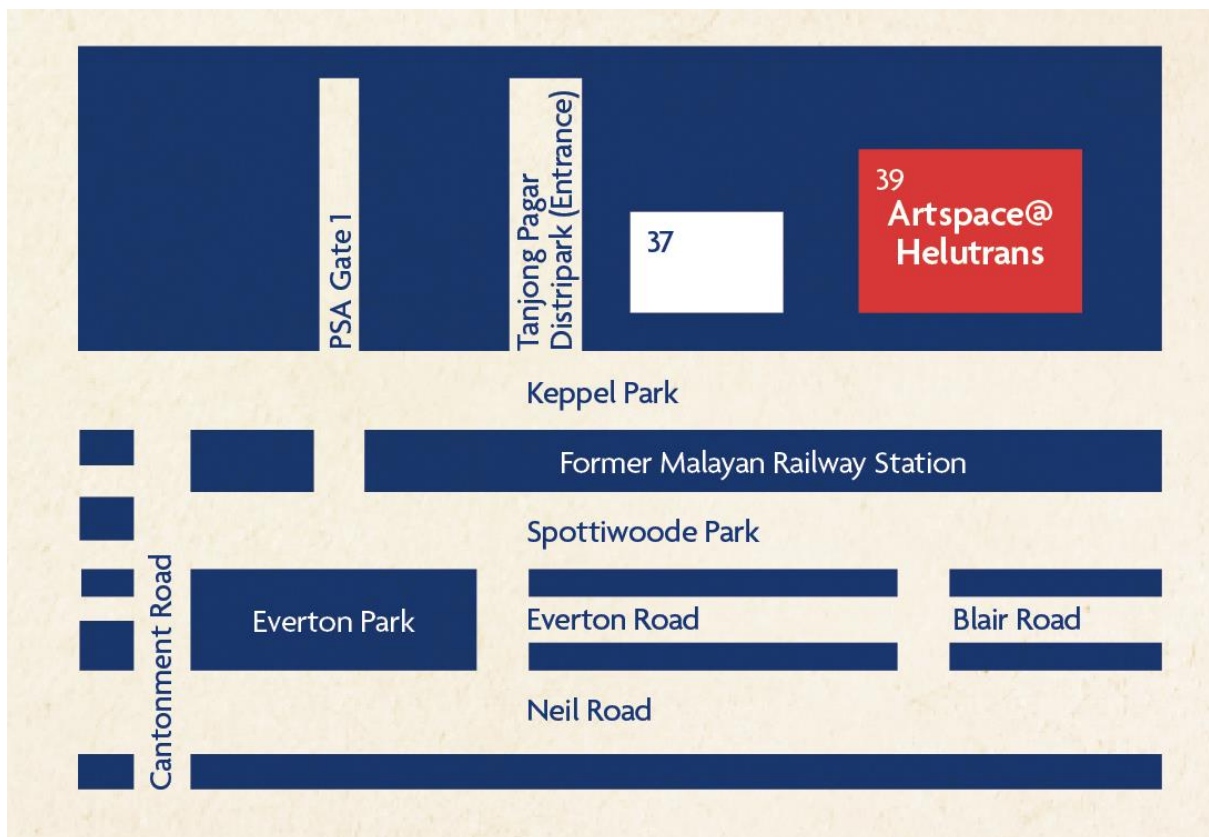 PSA Gate 1
Tanjong Pagar
Distripark (Entrance)
37
39
Artspace@
Helutrans
Keppel Park
Former Malayan Railway Station
Spottiwoode Park
Cantonment Road
Everton Park
Everton Road
Blair Road
Neil Road